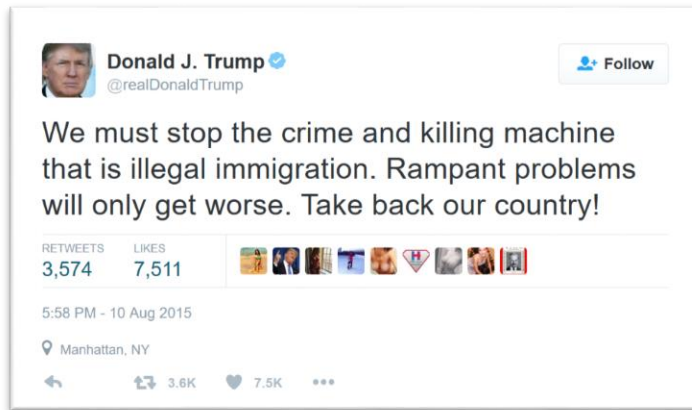 Donald J. Trump
Follow
@realDonaldTrump
We must stop the crime and killing machine
that is illegal immigration. Rampant problems
will only get worse. Take back our country!
RETWEETS LIKES
3,574 7,511
H
5:58 PM - 10 Aug 2015
Manhattan, NY
3.6K 7.5K